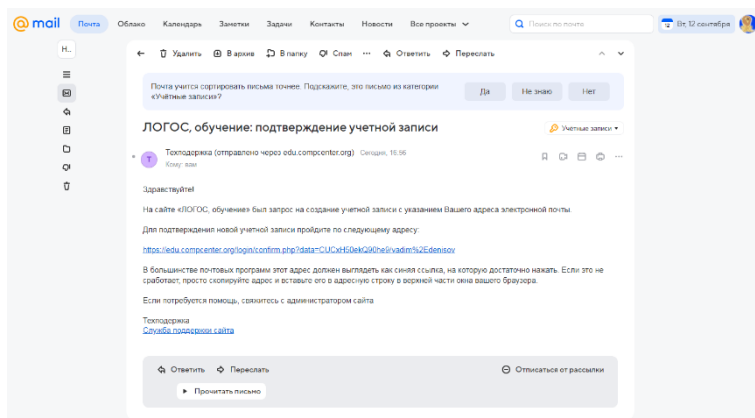 @mail Почта Облако Календарь Заметки Задачи Контакты Новости Все проекты Поиск по почте Вт, 12 сентября
Н..
Удалить В архив В папку Спам ... Ответить Переслать
Почта учится сортировать письма точнее. Подскажите, это письмо из категории
«Учётные записи»?
Да Не знаю Нет
ЛОГОС, обучение: подтверждение учетной записи
Учётные записи
Т
Техподержка (отправлено через edu.compcenter.org) Сегодня, 16:56
Кому: вам
Здравствуйте!
На сайте «ЛОГОС, обучение» был запрос на создание учетной записи с указанием Вашего адреса электронной почты.
Для подтверждения новой учетной записи пройдите по следующему адресу:
https://edu.compcenter.org/login/confirm.php?data=CUCxH50ekQ90he9/vadim%2Edenisov
В большинстве почтовых программ этот адрес должен выглядеть как синяя ссылка, на которую достаточно нажать. Если это не
сработает, просто скопируйте адрес и вставьте его в адресную строку в верхней части окна вашего браузера.
Если потребуется помощь, свяжитесь с администратором сайта
Техподержка
Служба поддержки сайта
Ответить Переслать Отписаться от рассылки
Прочитать письмо